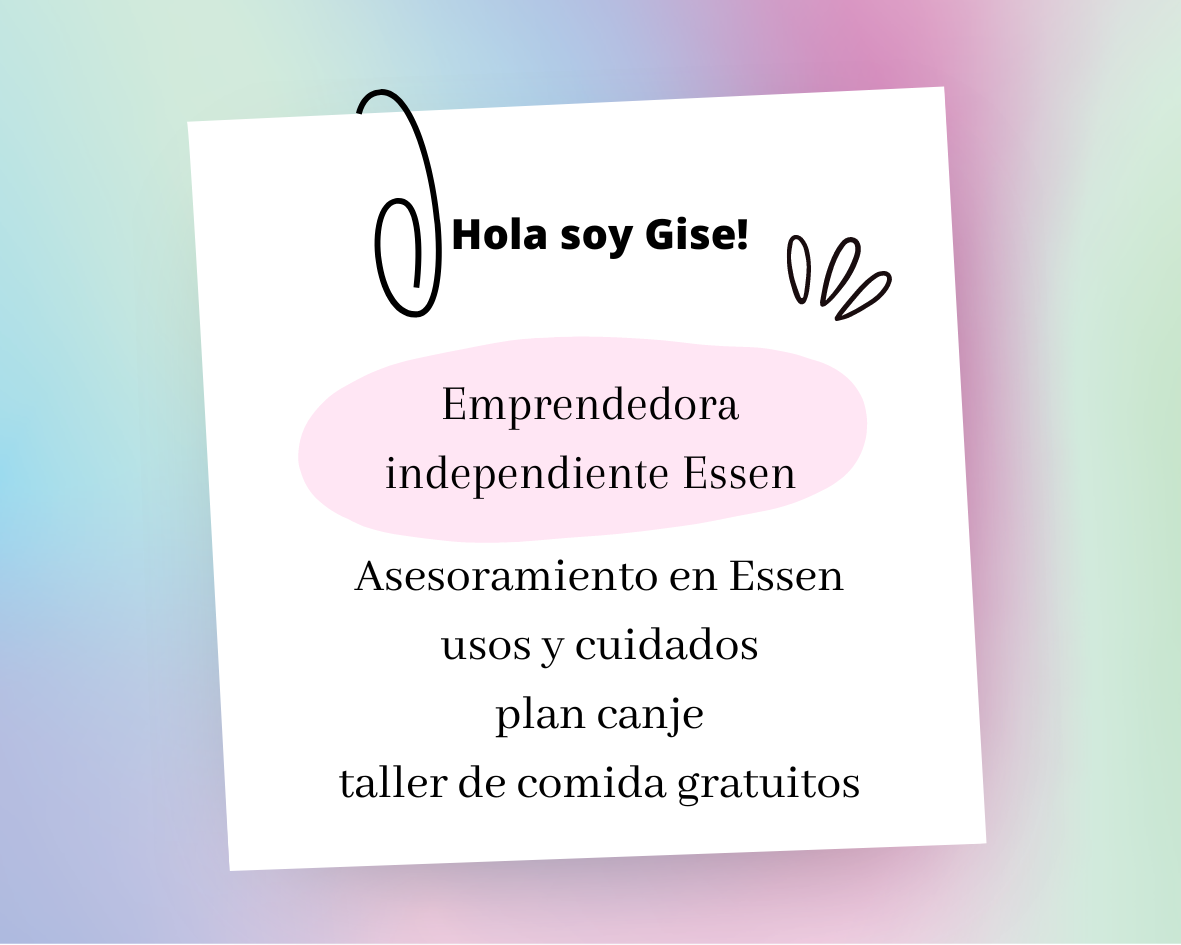 Hola soy Gise!
Emprendedora
independiente Essen
Asesoramiento en Essen
usos y cuidados
plan canje
taller de comida gratuitos